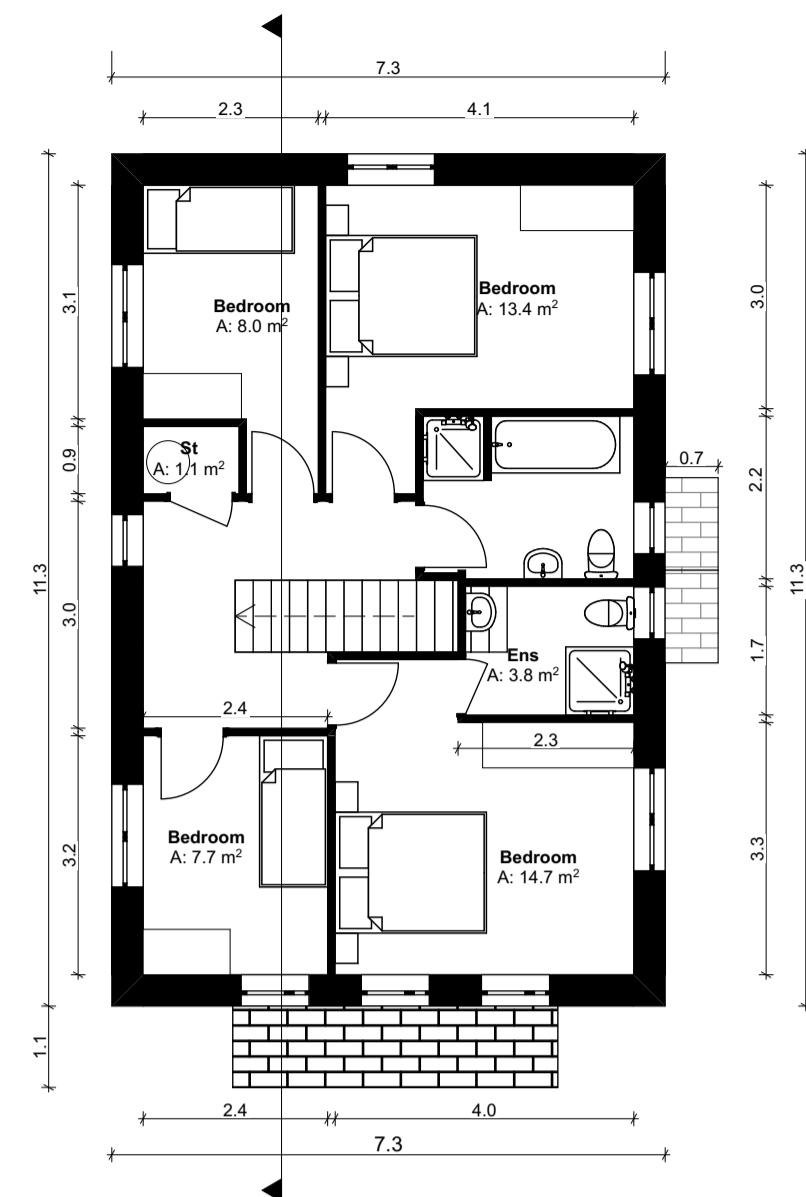 7.3
2.3
4.1
Bedroom
A: 13.4 m²
3.1
3.0
Bedroom
A: 8.0 m²
St
A: 1.1 m²
0.9
0.7
2.2
11.3
11.3
3.0
Ens
A: 3.8 m²
1.7
2.4
2.3
Bedroom
A: 7.7 m²
3.2
3.3
Bedroom
A: 14.7 m²
1.1
2.4
4.0
7.3